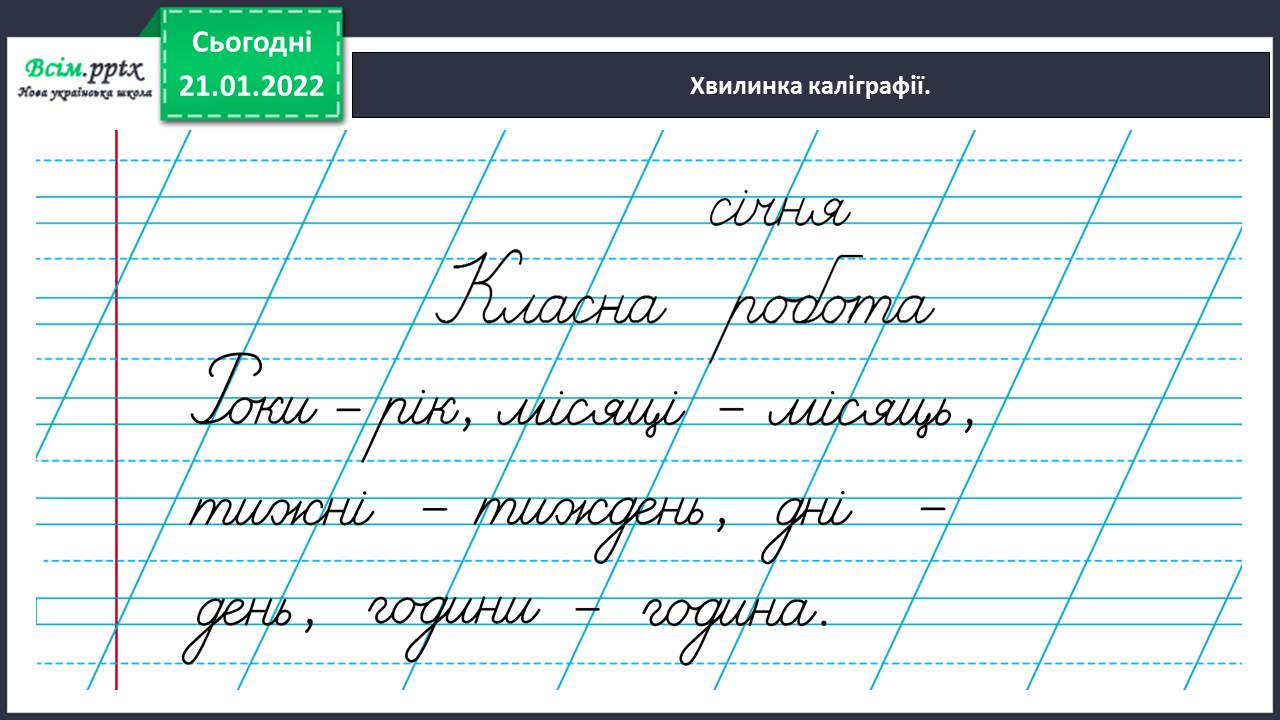 Всім.pptx
Нова українська школа
Сьогодні
21.01.2022
Хвилинка каліграфії.
січня
Класна робота
Роки – рік, місяці – місяць,
тижні – тиждень, дні –
день, години – година.